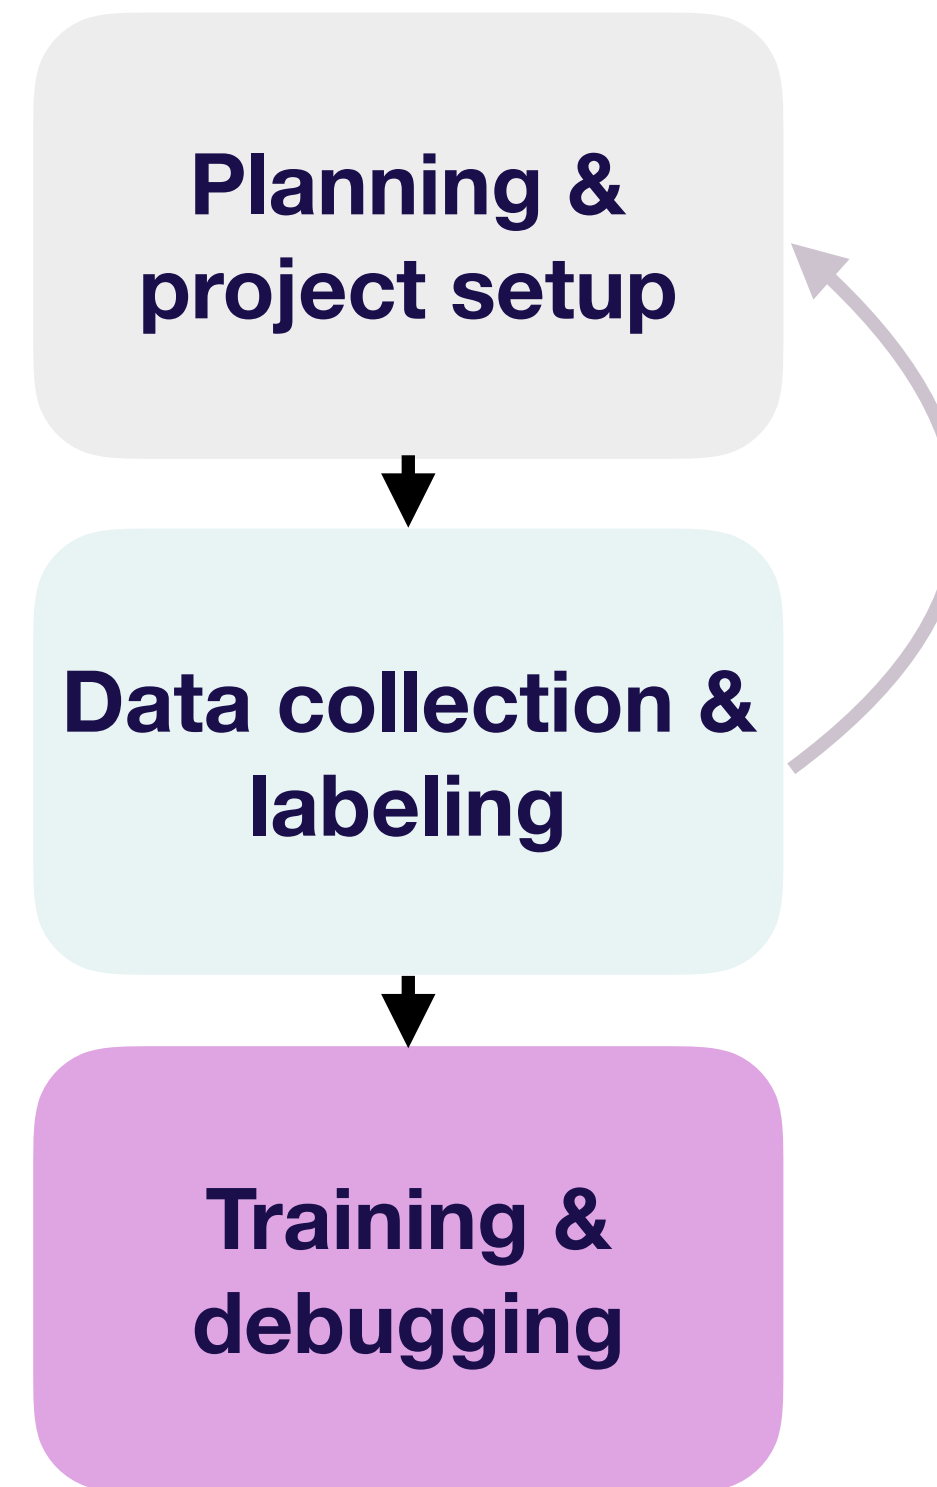 Planning &
project setup
Data collection &
labeling
Training &
debugging